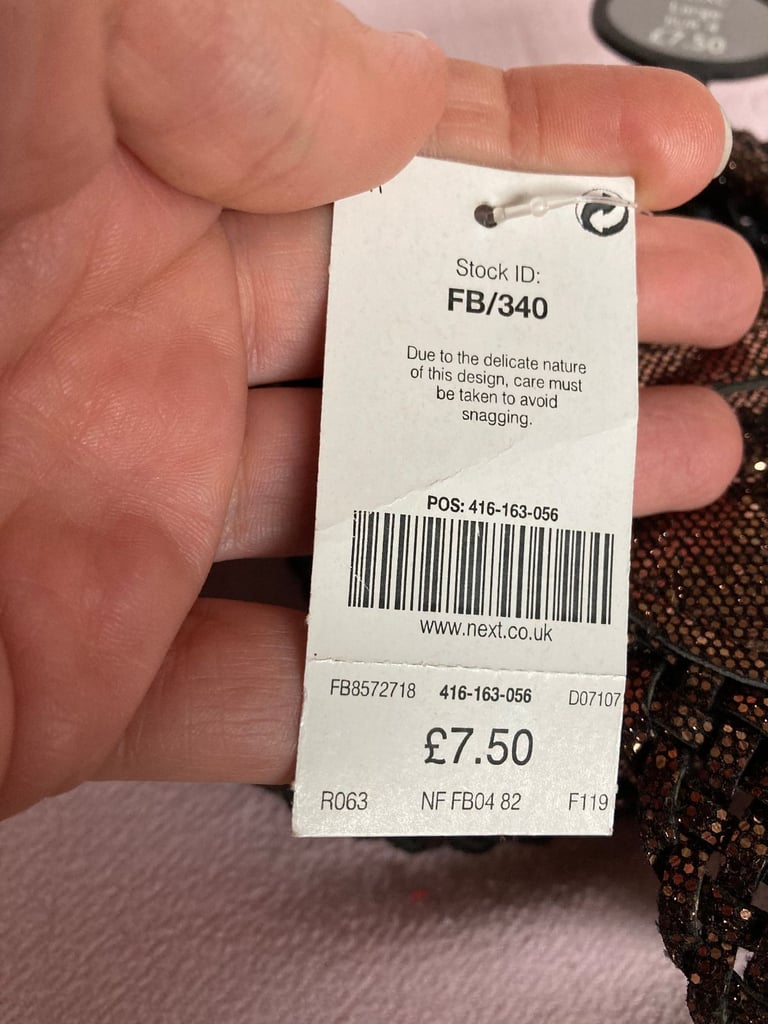 £7.50
Stock ID:
FB/340
Due to the delicate nature
of this design, care must
be taken to avoid
snagging.
POS: 416-163-056
www.next.co.uk
FB8572718 416-163-056 D07107
£7.50
R063 NF FB04 82 F119